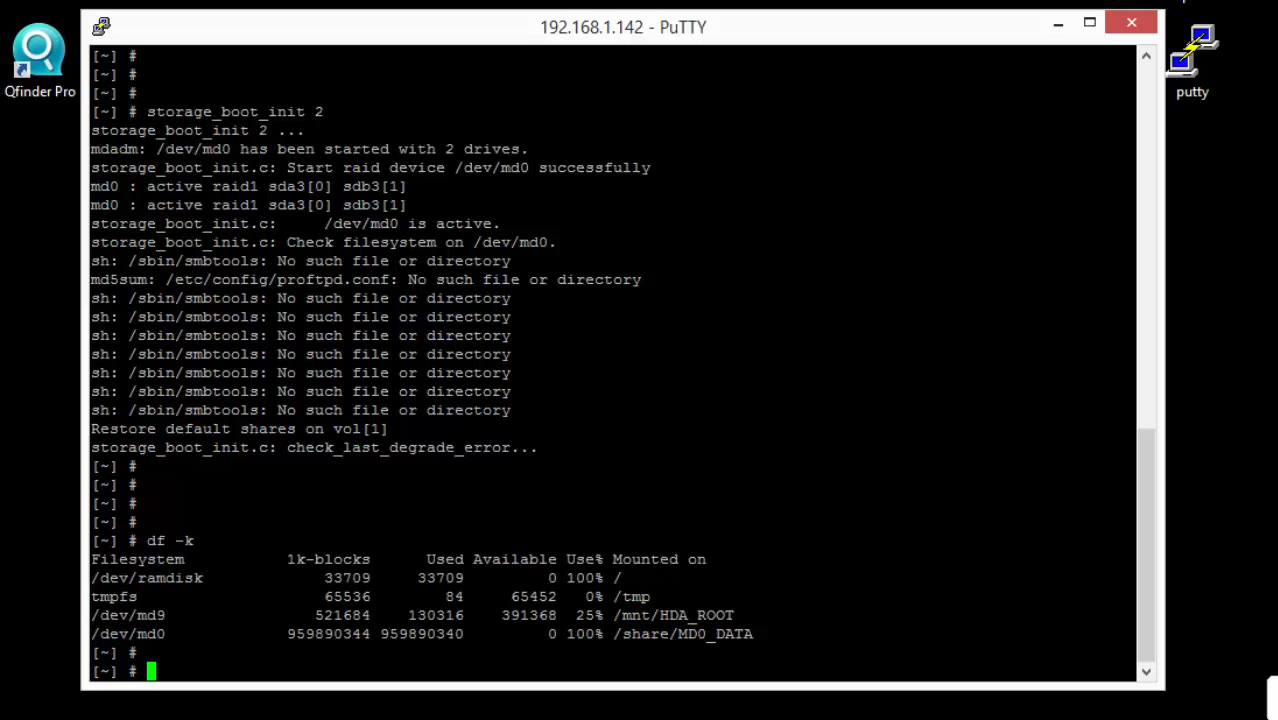 192.168.1.142 - PuTTY
Qfinder Pro
putty
[~] #
[~] #
[~] #
[~] # storage_boot_init 2
storage_boot_init 2 ...
mdadm: /dev/md0 has been started with 2 drives.
storage_boot_init.c: Start raid device /dev/md0 successfully
md0 : active raid1 sda3[0] sdb3[1]
md0 : active raid1 sda3[0] sdb3[1]
storage_boot_init.c:     /dev/md0 is active.
storage_boot_init.c: Check filesystem on /dev/md0.
sh: /sbin/smbtools: No such file or directory
md5sum: /etc/config/proftpd.conf: No such file or directory
sh: /sbin/smbtools: No such file or directory
sh: /sbin/smbtools: No such file or directory
sh: /sbin/smbtools: No such file or directory
sh: /sbin/smbtools: No such file or directory
sh: /sbin/smbtools: No such file or directory
sh: /sbin/smbtools: No such file or directory
sh: /sbin/smbtools: No such file or directory
Restore default shares on vol[1]
storage_boot_init.c: check_last_degrade_error...
[~] #
[~] #
[~] #
[~] #
[~] # df -k
Filesystem           1k-blocks      Used Available Use% Mounted on
/dev/ramdisk             33709     33709         0 100% /
tmpfs                    65536        84     65452   0% /tmp
/dev/md9                521684    130316    391368  25% /mnt/HDA_ROOT
/dev/md0             959890344 959890340         0 100% /share/MD0_DATA
[~] #
[~] #